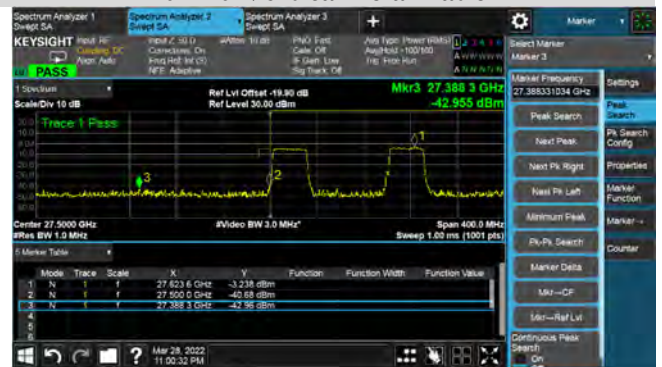 Spectrum Analyzer 1
Swept SA
Spectrum Analyzer 2
Swept SA
Spectrum Analyzer 3
Swept SA
+
Marker
KEYSIGHT Input: RF
Coupling: DC
Align: Auto
Input Z: 50 Ω
Corrections: On
Freq Ref: Int (S)
NFE: Adaptive
#Atten: 10 dB
PNO: Fast
Gate: Off
IF Gain: Low
Sig Track: Off
Avg Type: Power (RMS)
Avg|Hold: >100/100
Trig: Free Run
PASS
Select Marker
Marker 3
Marker Frequency
27.388331034 GHz
Settings
Peak Search
Next Peak
Next Pk Right
Next Pk Left
Minimum Peak
Pk-Pk Search
Marker Delta
Mkr→CF
Mkr→Ref Lvl
Continuous Peak
Search
On
Peak
Search
Pk Search
Config
Properties
Marker
Function
Marker→
Counter
1 Spectrum
Scale/Div 10 dB
Ref Lvl Offset -19.90 dB
Ref Level 30.00 dBm
Mkr3 27.388 3 GHz
-42.955 dBm
Trace 1 Pass
1
2
3
Center 27.5000 GHz
#Res BW 1.0 MHz
#Video BW 3.0 MHz*
Span 400.0 MHz
Sweep 1.00 ms (1001 pts)
5 Marker Table
Mode Trace Scale X Y Function Function Width Function Value
1 N 1 f 27.623 6 GHz -3.238 dBm
2 N 1 f 27.500 0 GHz -40.68 dBm
3 N 1 f 27.388 3 GHz -42.96 dBm
4
5
6
? Mar 28, 2022
11:00:32 PM